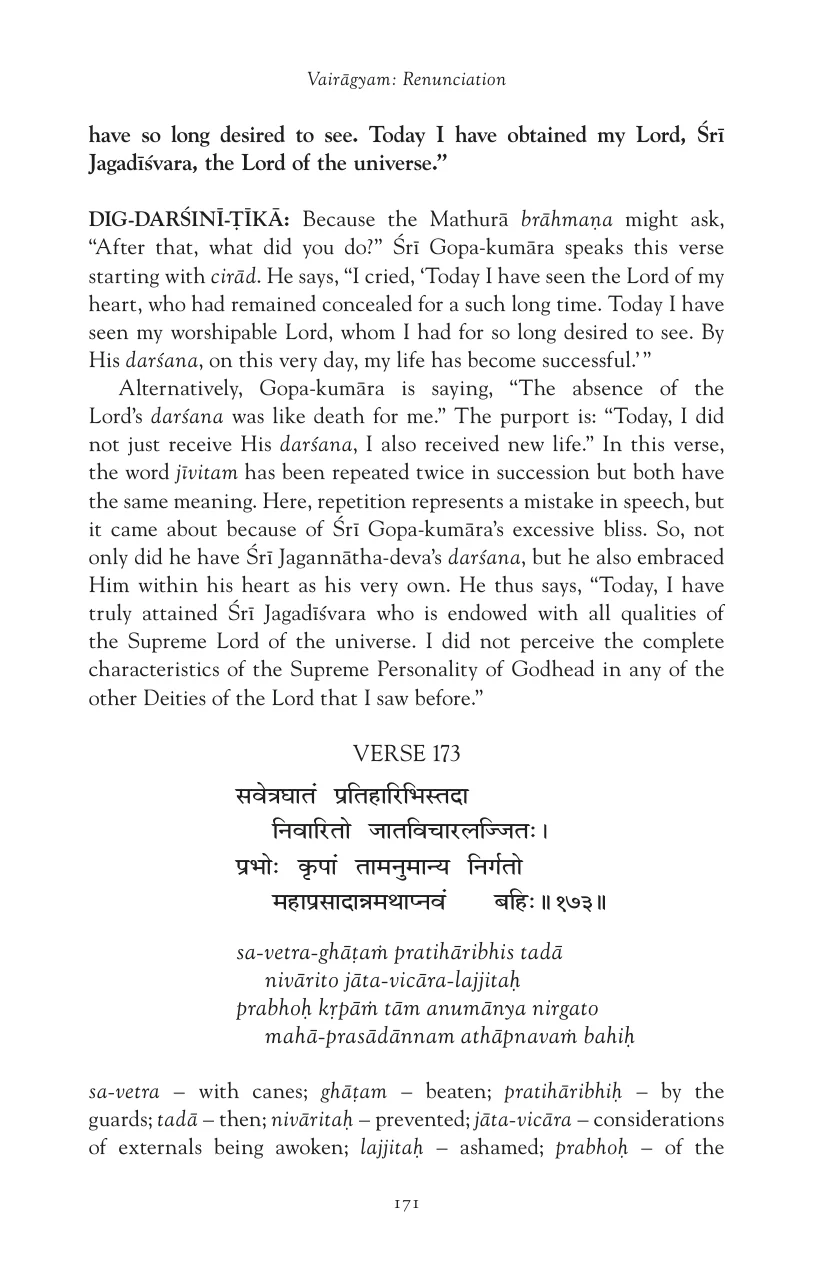 Vairāgyam: Renunciation
have so long desired to see. Today I have obtained my Lord, Śrī
Jagadīśvara, the Lord of the universe.”
DIG-DARŚINĪ-ṬĪKĀ: Because the Mathurā brāhmaṇa might ask,
“After that, what did you do?” Śrī Gopa-kumāra speaks this verse
starting with cirād. He says, “I cried, ‘Today I have seen the Lord of my
heart, who had remained concealed for a such long time. Today I have
seen my worshipable Lord, whom I had for so long desired to see. By
His darśana, on this very day, my life has become successful.’”
Alternatively, Gopa-kumāra is saying, “The absence of the
Lord’s darśana was like death for me.” The purport is: “Today, I did
not just receive His darśana, I also received new life.” In this verse,
the word jīvitam has been repeated twice in succession but both have
the same meaning. Here, repetition represents a mistake in speech, but
it came about because of Śrī Gopa-kumāra’s excessive bliss. So, not
only did he have Śrī Jagannātha-deva’s darśana, but he also embraced
Him within his heart as his very own. He thus says, “Today, I have
truly attained Śrī Jagadīśvara who is endowed with all qualities of
the Supreme Lord of the universe. I did not perceive the complete
characteristics of the Supreme Personality of Godhead in any of the
other Deities of the Lord that I saw before.”
VERSE 173
सवेत्रघातं प्रतिहारिभिस्तदा
निवारितो जातविचारलज्जितः ।
प्रभोः कृपां तामनुमान्य निर्गतो
महाप्रसादान्नमथाप्नवं बहिः ॥ १७३॥
sa-vetra-ghāṭaṁ pratihāribhis tadā
nivārito jāta-vicāra-lajjitaḥ
prabhoḥ kṛpāṁ tām anumānya nirgato
mahā-prasādānnam athāpnavaṁ bahiḥ
sa-vetra – with canes; ghāṭam – beaten; pratihāribhiḥ – by the
guards; tadā – then; nivāritaḥ – prevented; jāta-vicāra – considerations
of externals being awoken; lajjitaḥ – ashamed; prabhoḥ – of the
171